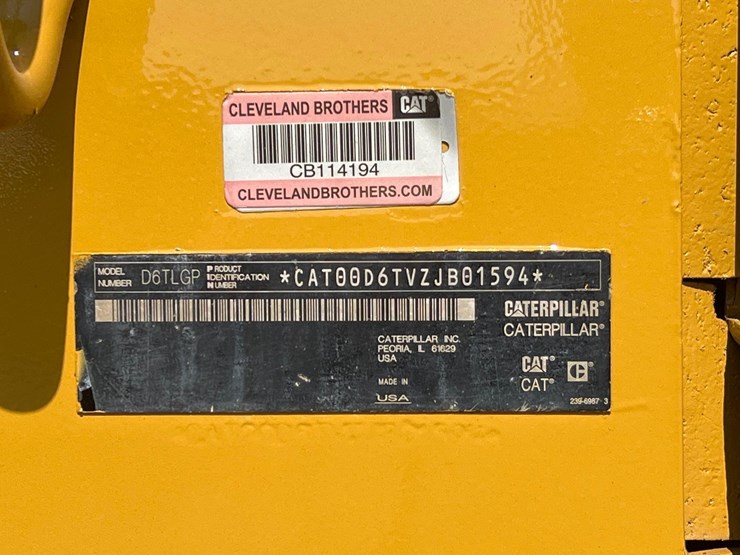 CLEVELAND BROTHERS CAT
CB114194
CLEVELANDBROTHERS.COM
MODEL NUMBER D6TLGP PRODUCT IDENTIFICATION NUMBER *CAT00D6TVZJB01594*
CATERPILLAR®
CATERPILLAR®
CATERPILLAR INC.
PEORIA, IL 61629
USA
CAT® C®
CAT®
MADE IN
USA
239-6987 3